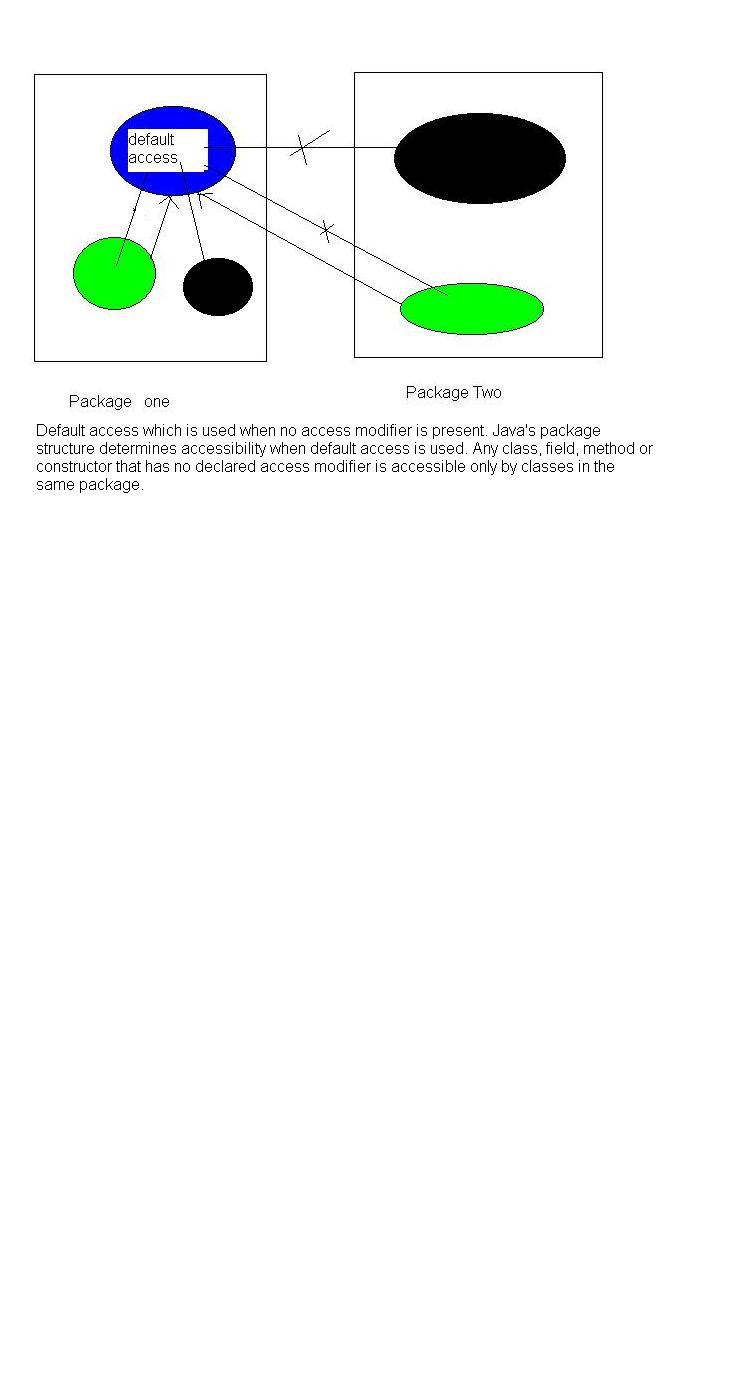 default
access
Package one
Package Two
Default access which is used when no access modifier is present. Java's package
structure determines accessibility when default access is used. Any class, field, method or
constructor that has no declared access modifier is accessible only by classes in the
same package.